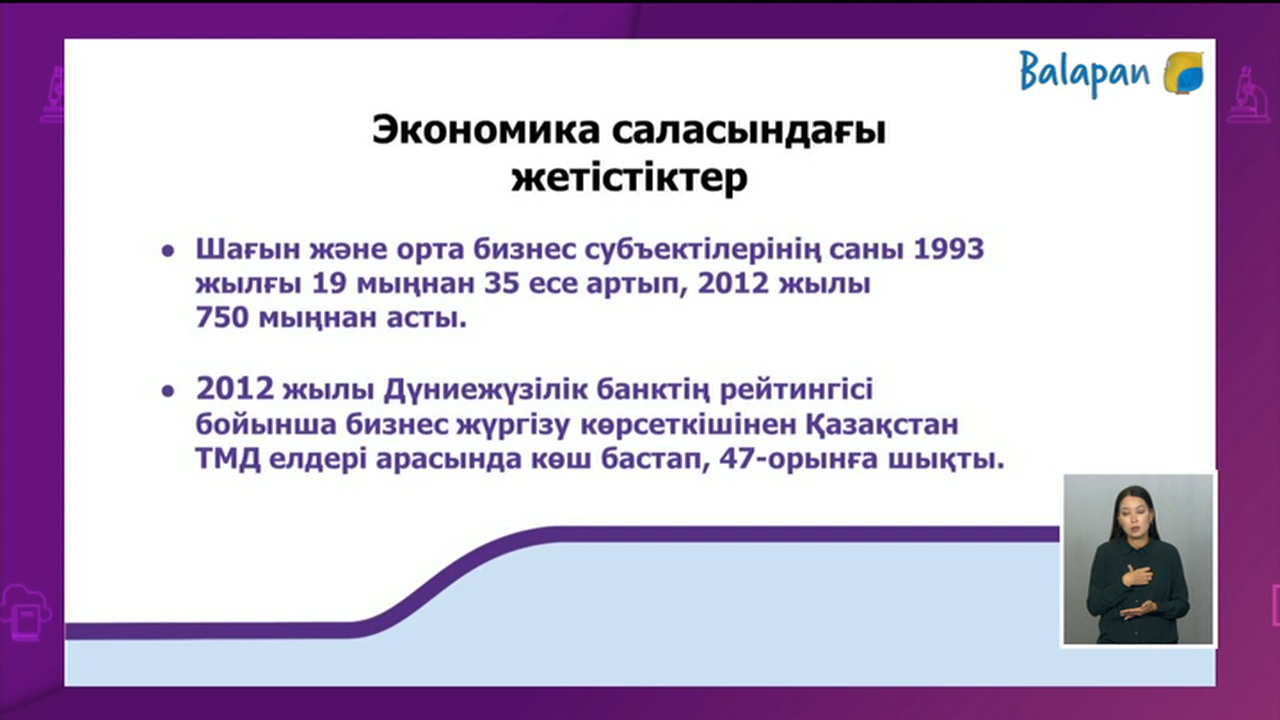 Balapan
Экономика саласындағы
жетістіктер
● Шағын және орта бизнес субъектілерінің саны 1993
жылғы 19 мыңнан 35 есе артып, 2012 жылы
750 мыңнан асты.
● 2012 жылы Дүниежүзілік банктің рейтингісі
бойынша бизнес жүргізу көрсеткішінен Қазақстан
ТМД елдері арасында көш бастап, 47-орынға шықты.